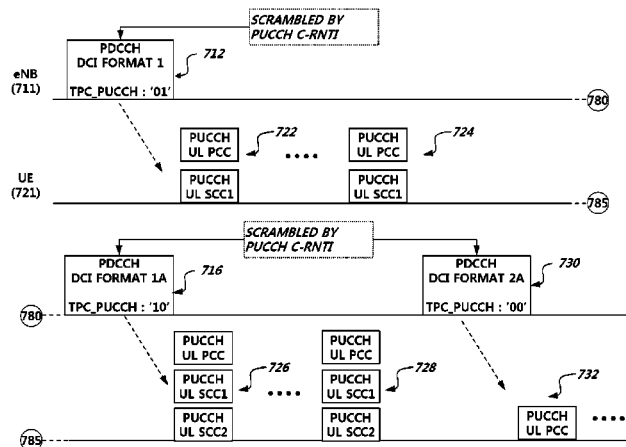 SCRAMBLED BY
PUCCH C-RNTI
PDCCH
DCI FORMAT 1
TPC_PUCCH : '01'
712
eNB
(711)
780
PUCCH
UL PCC
722
PUCCH
UL PCC
724
PUCCH
UL SCC1
PUCCH
UL SCC1
UE
(721)
785
SCRAMBLED BY
PUCCH C-RNTI
PDCCH
DCI FORMAT 1A
TPC_PUCCH : '10'
716
PDCCH
DCI FORMAT 2A
TPC_PUCCH : '00'
730
780
PUCCH
UL PCC
PUCCH
UL PCC
PUCCH
UL SCC1
726
PUCCH
UL SCC1
728
PUCCH
UL SCC2
PUCCH
UL SCC2
732
PUCCH
UL PCC
785